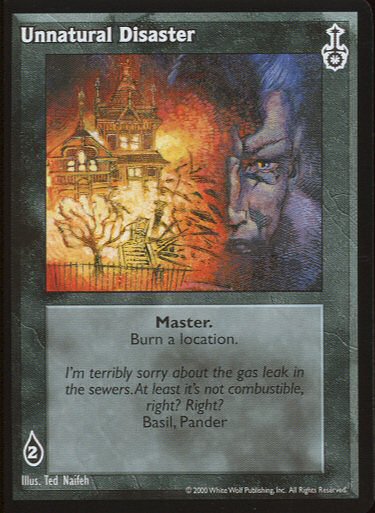 Unnatural Disaster
Master.
Burn a location.
I'm terribly sorry about the gas leak in
the sewers. At least it's not combustible,
right? Right?
Basil, Pander
2
Illus. Ted Naifeh
© 2000 White Wolf Publishing, Inc. All Rights Reserved.